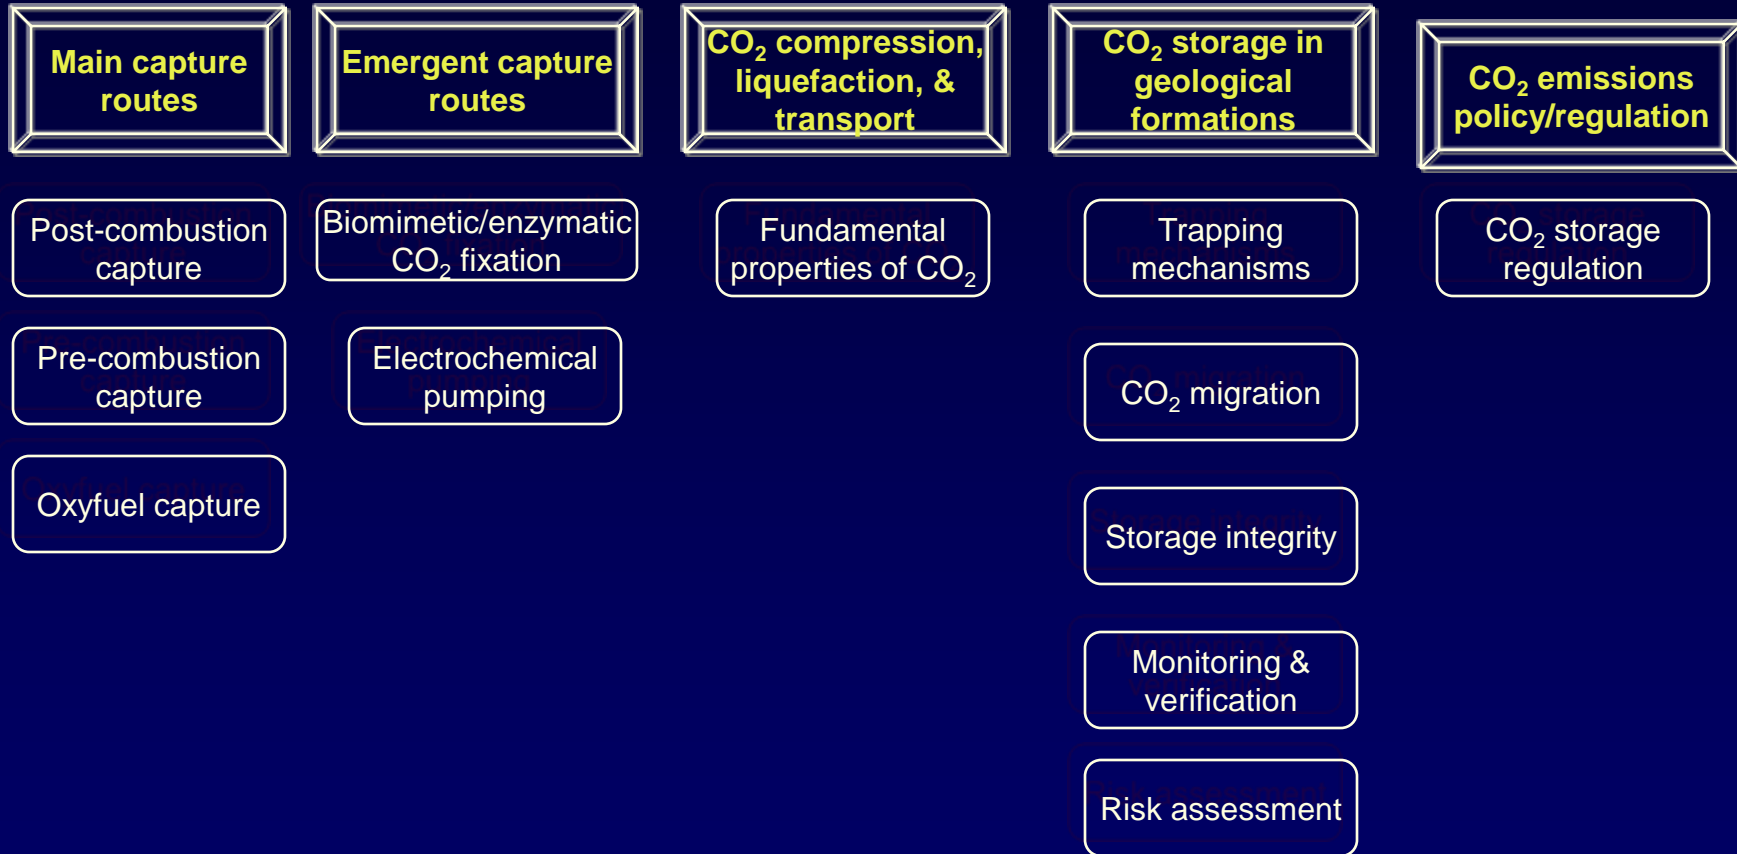 Main capture
routes
Emergent capture
routes
CO₂ compression,
liquefaction, &
transport
CO₂ storage in
geological
formations
CO₂ emissions
policy/regulation
Post-combustion
capture
Biomimetic/enzymatic
CO₂ fixation
Fundamental
properties of CO₂
Trapping
mechanisms
CO₂ storage
regulation
Pre-combustion
capture
Electrochemical
pumping
CO₂ migration
Oxyfuel capture
Storage integrity
Monitoring &
verification
Risk assessment